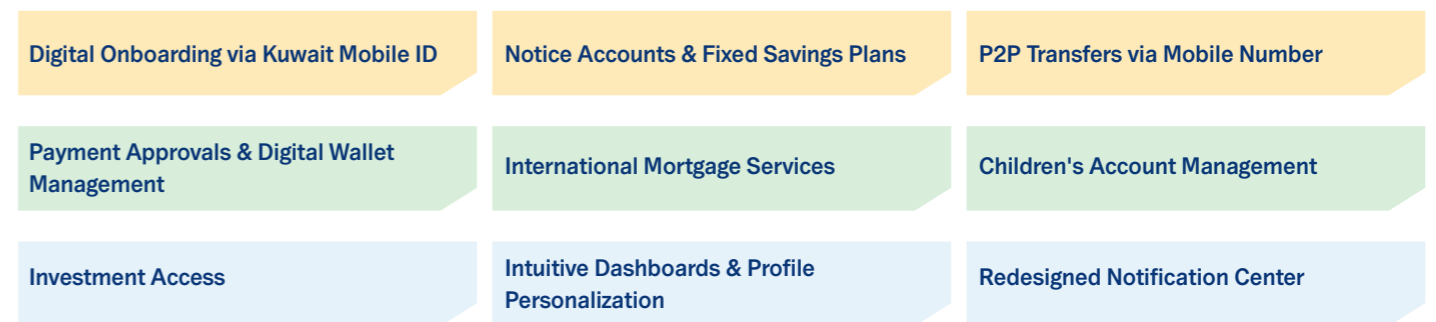 Digital Onboarding via Kuwait Mobile ID
Notice Accounts & Fixed Savings Plans
P2P Transfers via Mobile Number
Payment Approvals & Digital Wallet
Management
International Mortgage Services
Children's Account Management
Investment Access
Intuitive Dashboards & Profile
Personalization
Redesigned Notification Center